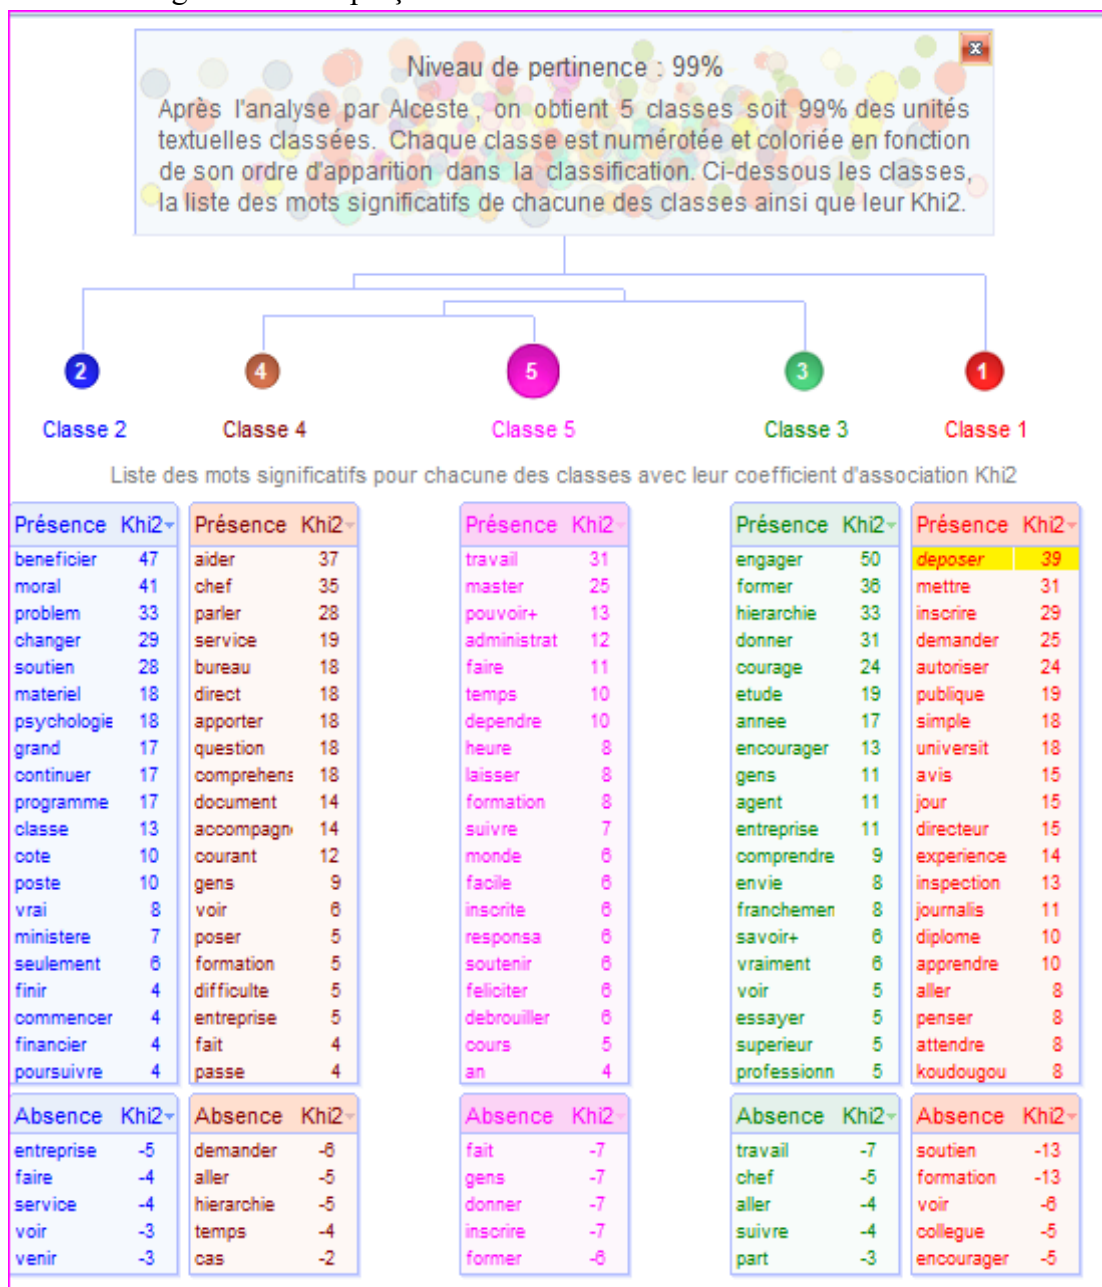 Niveau de pertinence : 99%
Après l'analyse par Alceste , on obtient 5 classes soit 99% des unités
textuelles classées. Chaque classe est numérotée et coloriée en fonction
de son ordre d'apparition dans la classification. Ci-dessous les classes,
la liste des mots significatifs de chacune des classes ainsi que leur Khi2.
2 4 5 3 1
Classe 2 Classe 4 Classe 5 Classe 3 Classe 1
Liste des mots significatifs pour chacune des classes avec leur coefficient d'association Khi2
Présence Khi2 Présence Khi2 Présence Khi2 Présence Khi2 Présence Khi2
beneficier 47 aider 37 travail 31 engager 50 deposer 39
moral 41 chef 35 master 25 former 36 mettre 31
problem 33 parler 28 pouvoir+ 13 hierarchie 33 inscrire 29
changer 29 service 19 administrat 12 donner 31 demander 25
soutien 28 bureau 18 faire 11 courage 24 autoriser 24
materiel 18 direct 18 temps 10 etude 19 publique 19
psychologie 18 apporter 18 dependre 10 annee 17 simple 18
grand 17 question 18 heure 8 encourager 13 universit 18
continuer 17 comprehens 18 laisser 8 gens 11 avis 15
programme 17 document 14 formation 8 agent 11 jour 15
classe 13 accompagn 14 suivre 7 entreprise 11 directeur 15
cote 10 courant 12 monde 6 comprendre 9 experience 14
poste 10 gens 9 facile 6 envie 8 inspection 13
vrai 8 voir 6 inscrite 6 franchemen 8 journalis 11
ministere 7 poser 5 responsa 6 savoir+ 6 diplome 10
seulement 6 formation 5 soutenir 6 vraiment 6 apprendre 10
finir 4 difficulte 5 feliciter 6 voir 5 aller 8
commencer 4 entreprise 5 debrouiller 6 essayer 5 penser 8
financier 4 fait 4 cours 5 superieur 5 attendre 8
poursuivre 4 passe 4 an 4 professionn 5 koudougou 8
Absence Khi2 Absence Khi2 Absence Khi2 Absence Khi2 Absence Khi2
entreprise -5 demander -6 fait -7 travail -7 soutien -13
faire -4 aller -5 gens -7 chef -5 formation -13
service -4 hierarchie -5 donner -7 aller -4 voir -6
voir -3 temps -4 inscrire -7 suivre -4 collegue -5
venir -3 cas -2 former -6 part -3 encourager -5